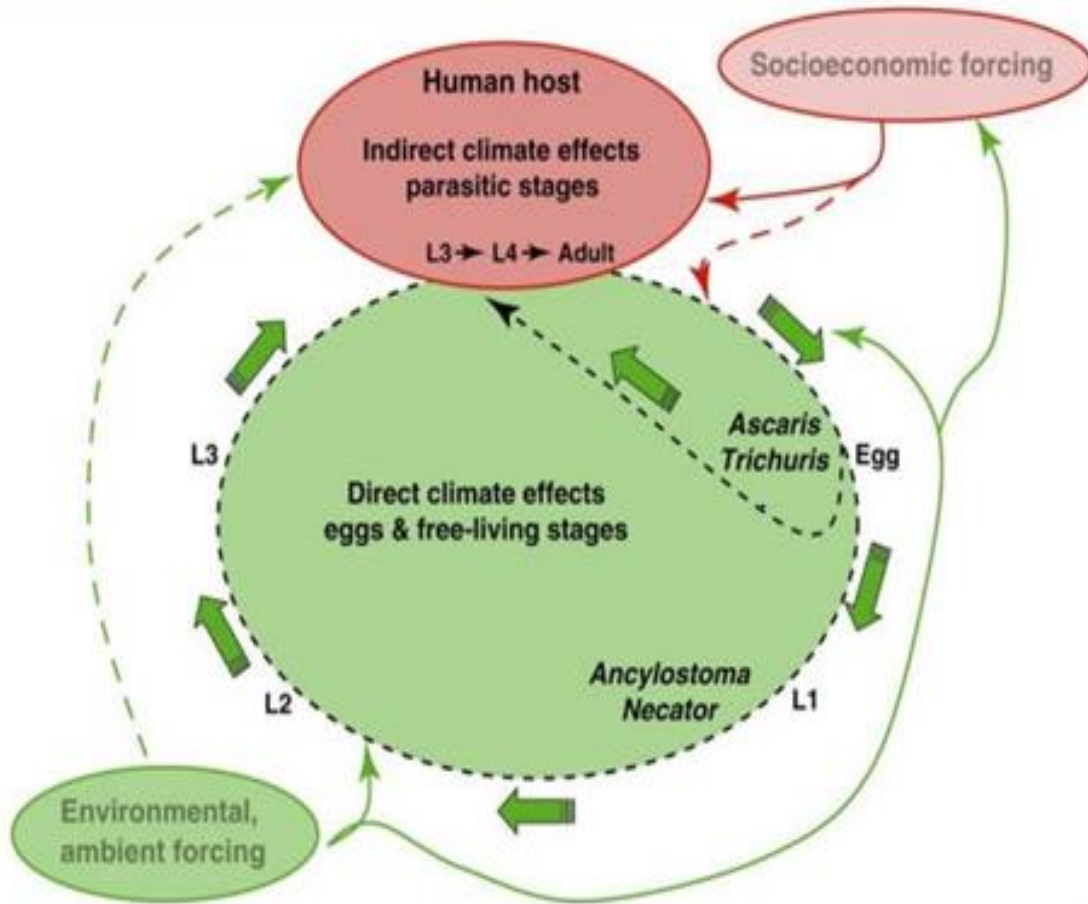 Socioeconomic forcing
Human host
Indirect climate effects
parasitic stages
L3 → L4 → Adult
Ascaris
Trichuris
Egg
L3
Direct climate effects
eggs & free-living stages
Ancylostoma
Necator
L1
L2
Environmental,
ambient forcing